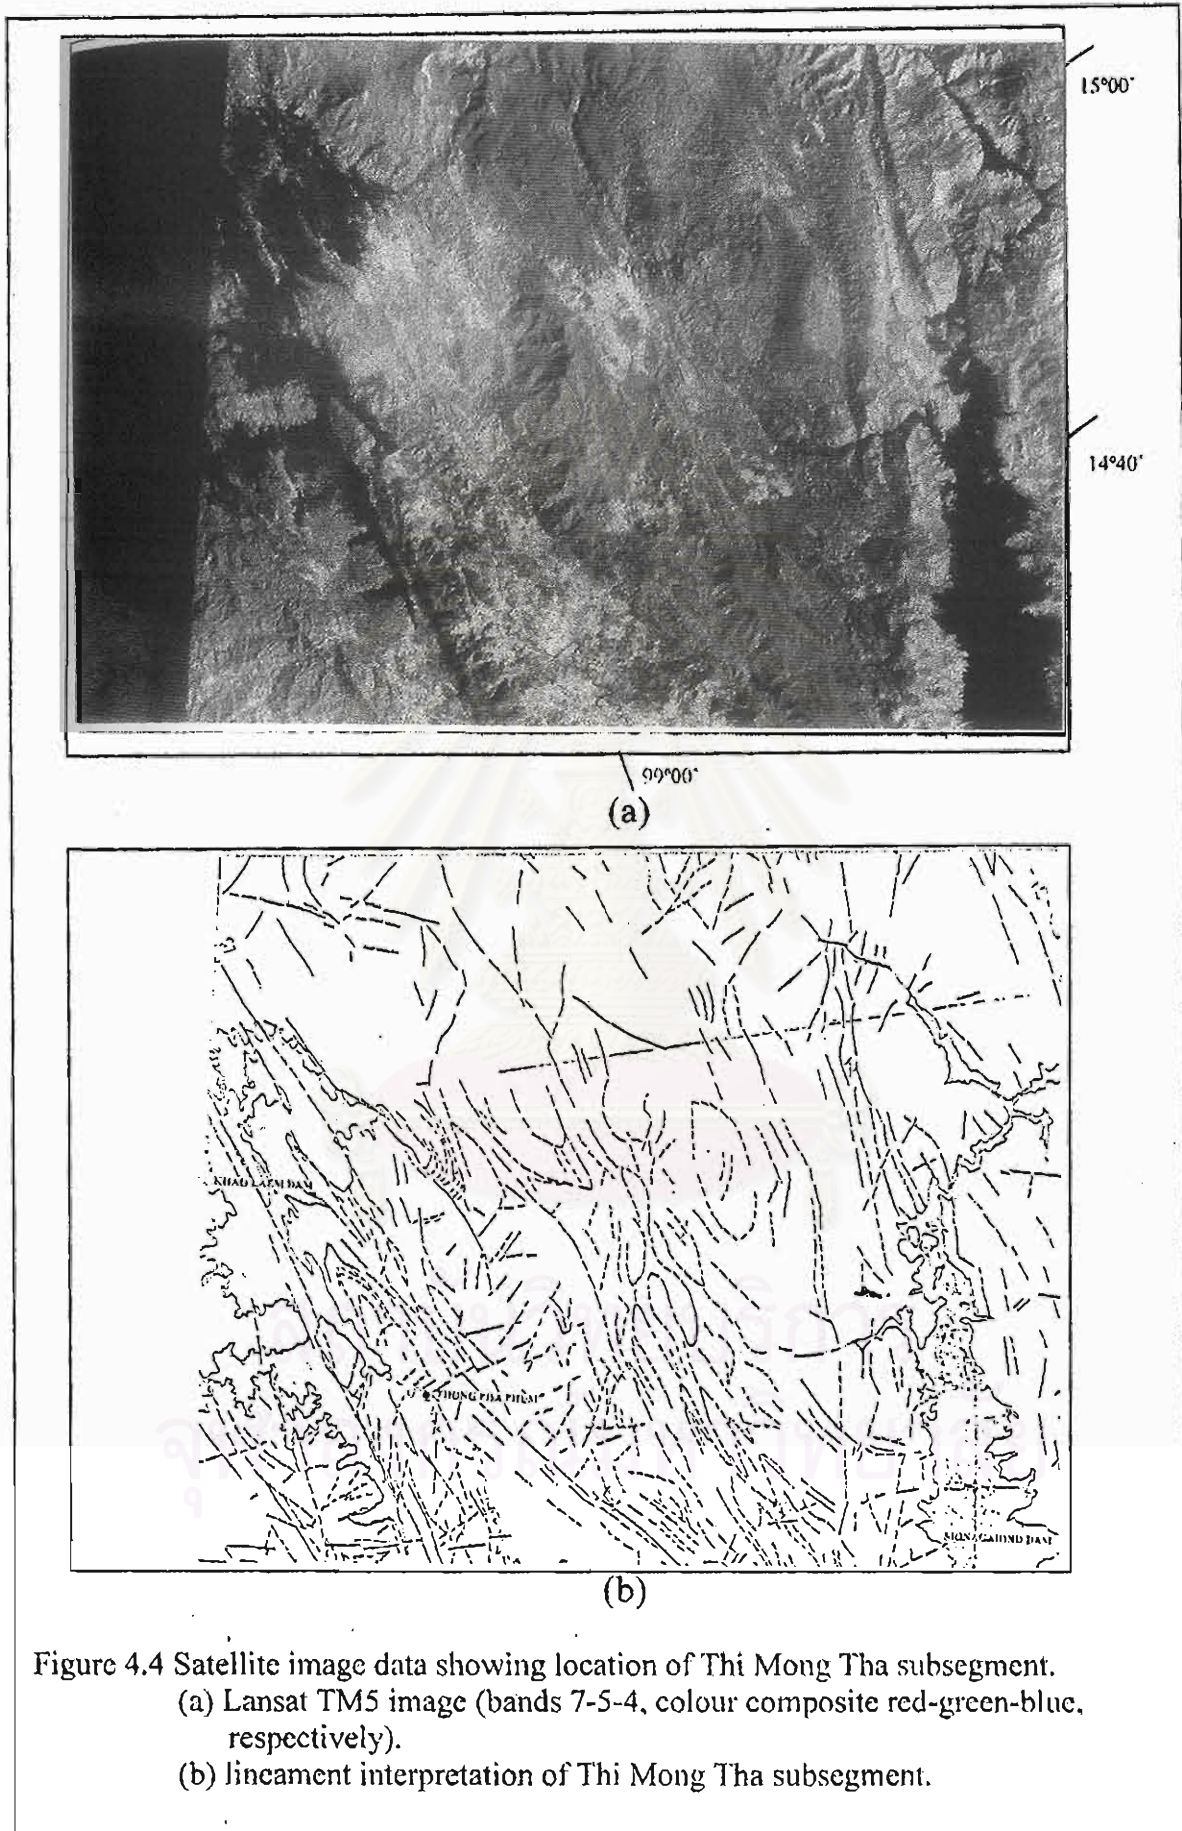 15°00'
14°40'
99°00'
(a)
KHAO LAEM DAM
THONG PHA PHUM
DAM
(b)
Figure 4.4 Satellite image data showing location of Thi Mong Tha subsegment.
(a) Lansat TM5 image (bands 7-5-4, colour composite red-green-blue,
respectively).
(b) lineament interpretation of Thi Mong Tha subsegment.